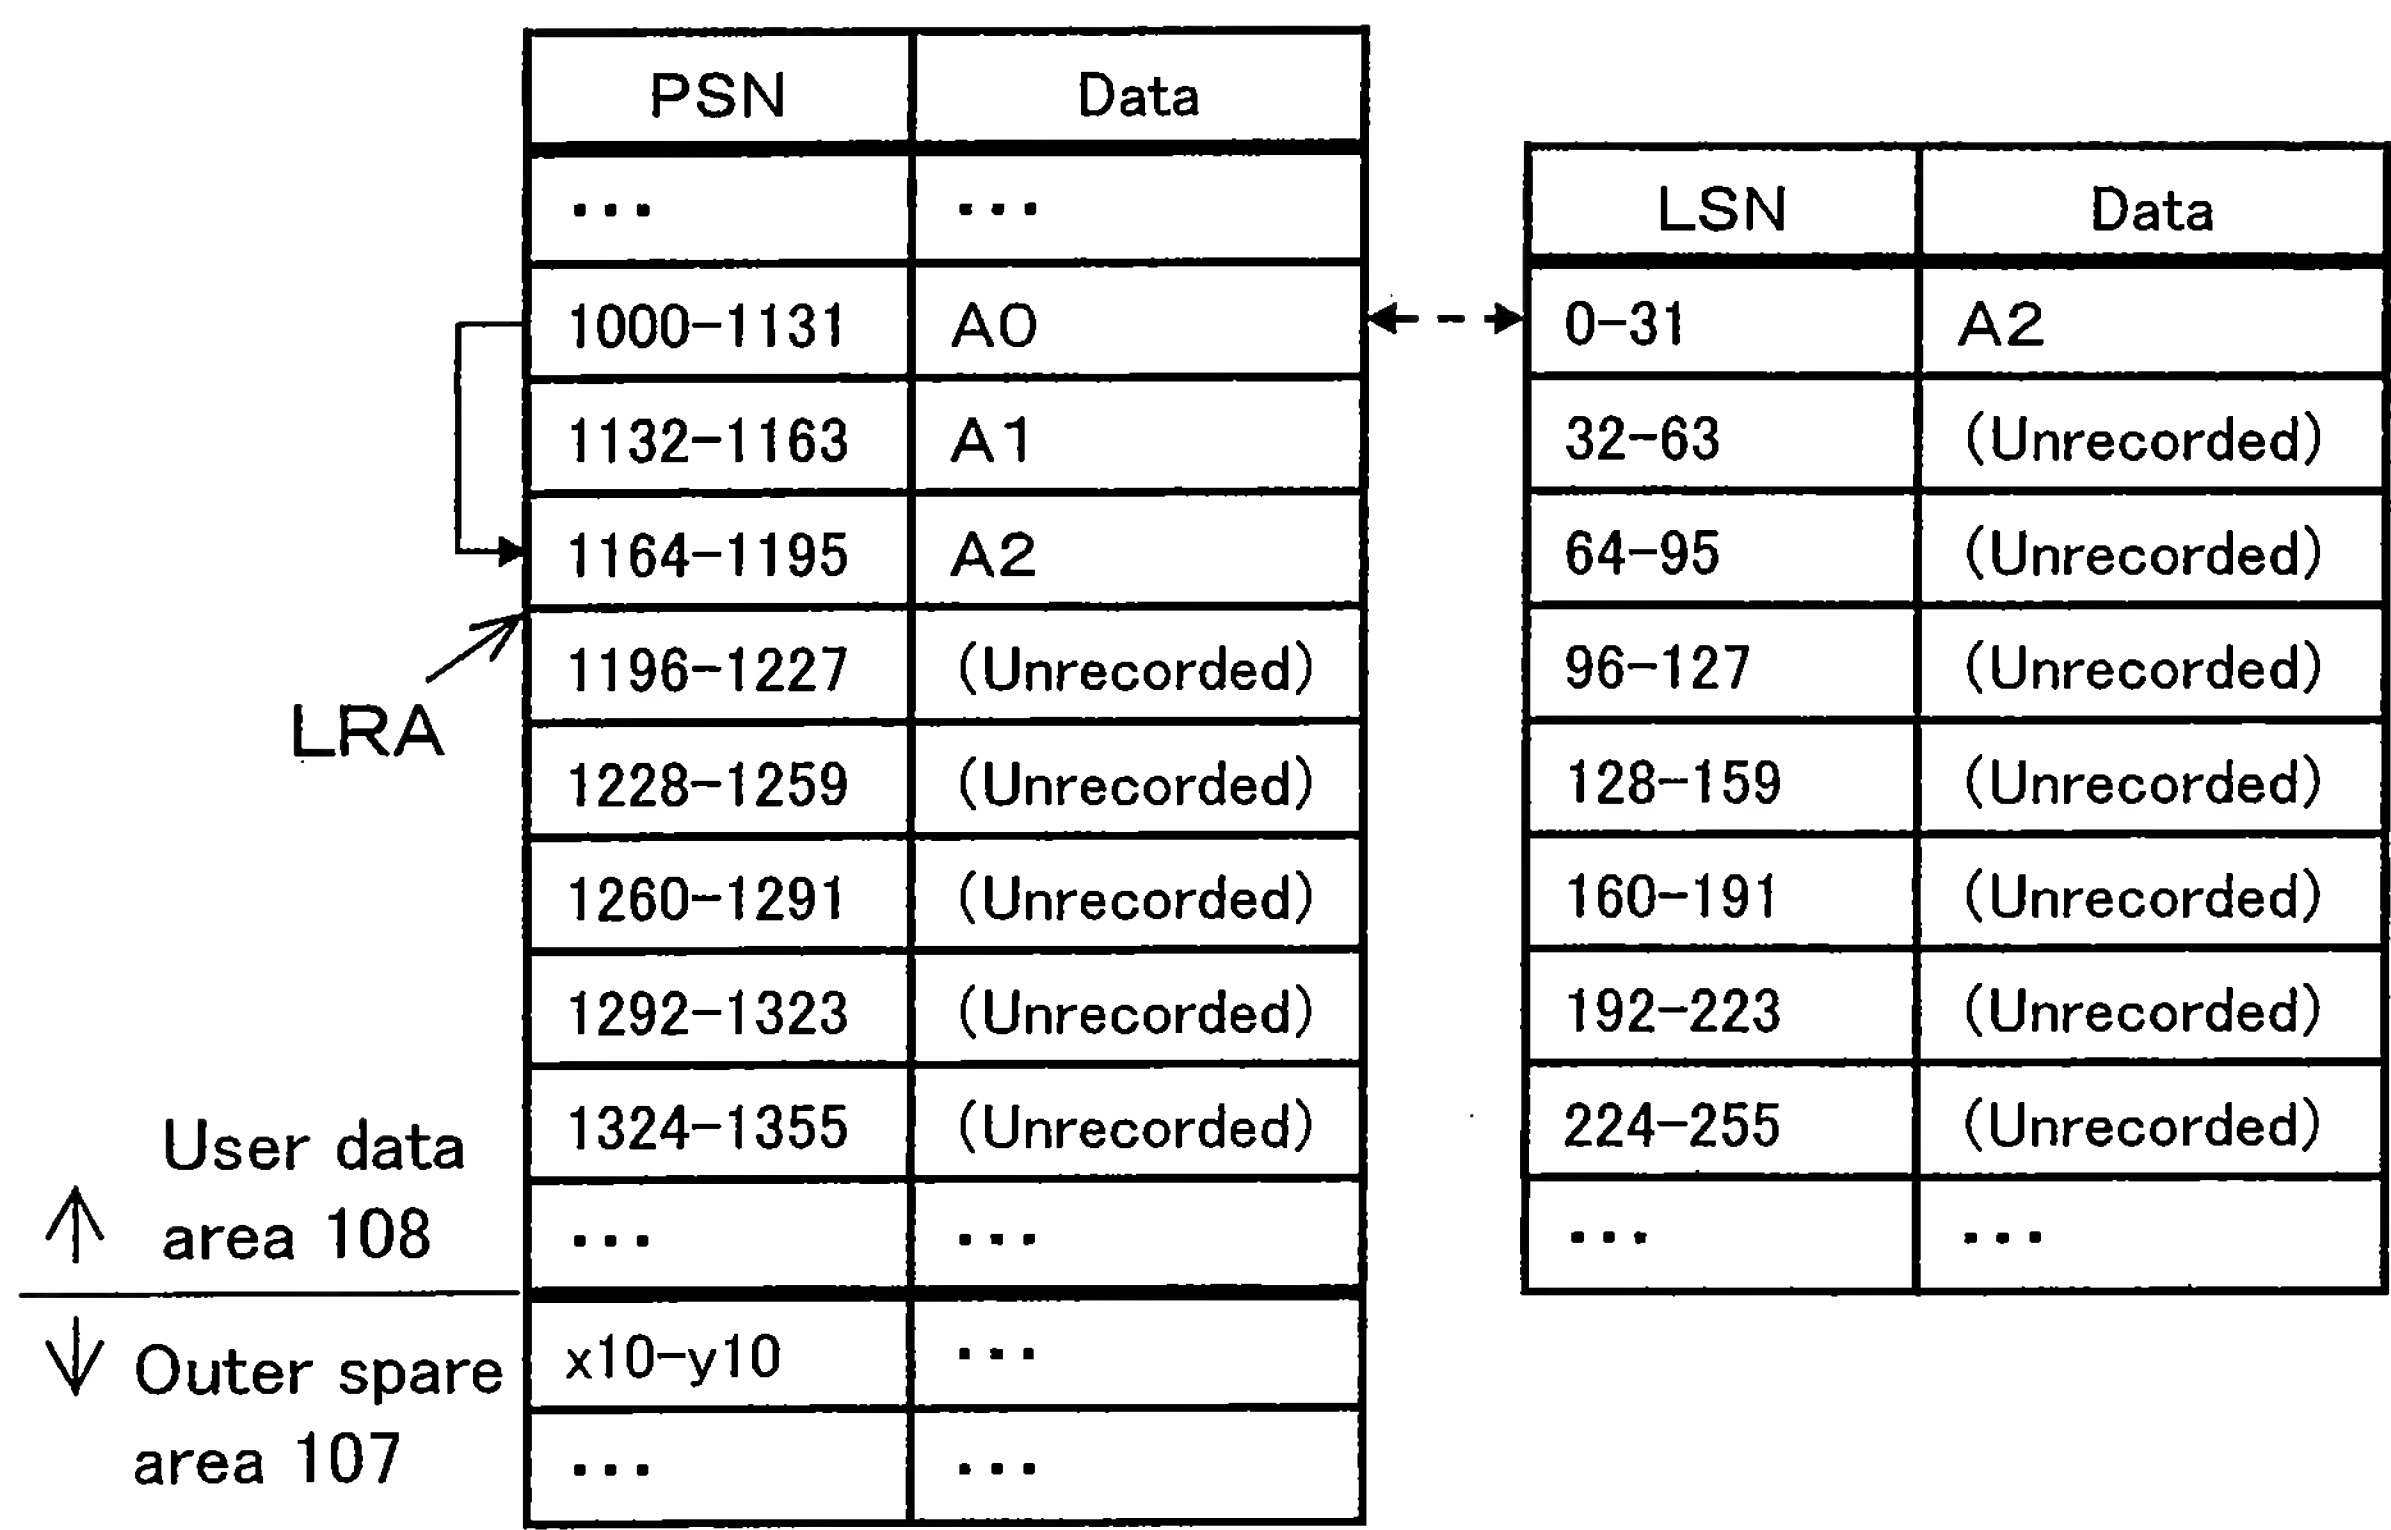 PSN Data
... ...
1000-1131 A0
1132-1163 A1
1164-1195 A2
1196-1227 (Unrecorded)
1228-1259 (Unrecorded)
1260-1291 (Unrecorded)
1292-1323 (Unrecorded)
1324-1355 (Unrecorded)
... ...
x10-y10 ...
... ...
LRA
User data
area 108
Outer spare
area 107
LSN Data
0-31 A2
32-63 (Unrecorded)
64-95 (Unrecorded)
96-127 (Unrecorded)
128-159 (Unrecorded)
160-191 (Unrecorded)
192-223 (Unrecorded)
224-255 (Unrecorded)
... ...